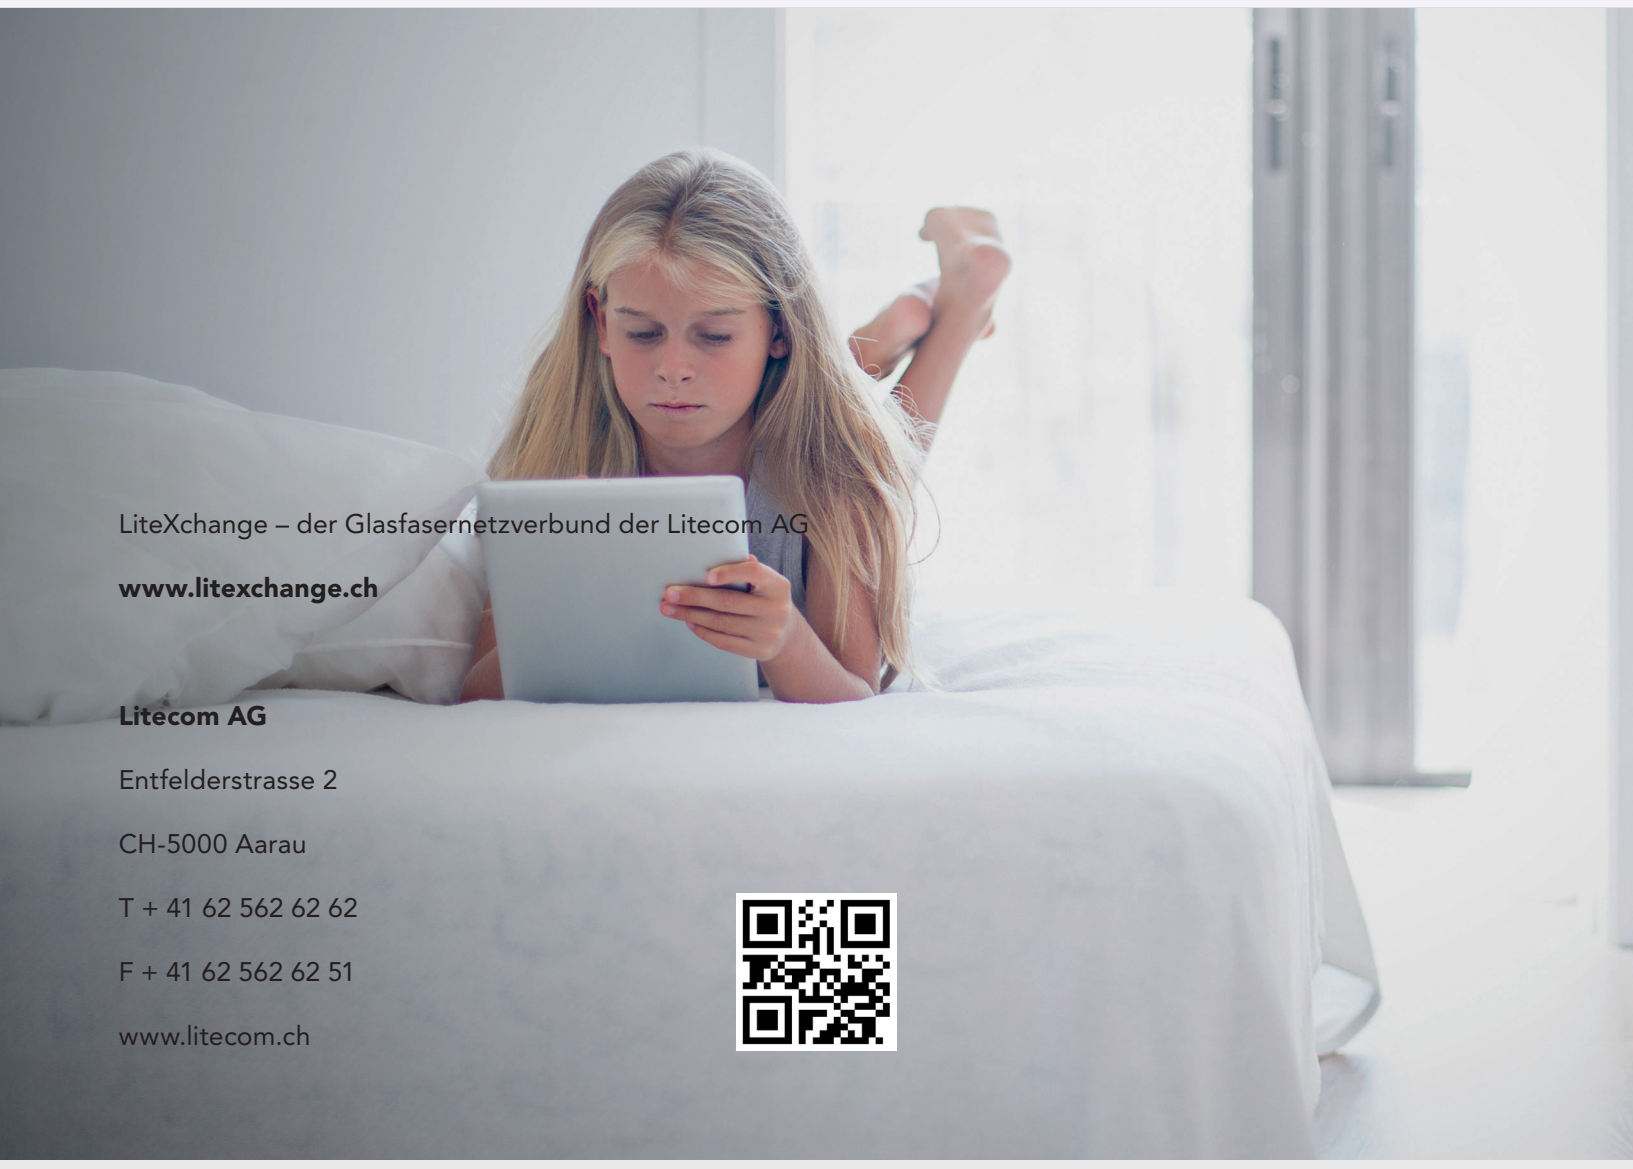 LiteXchange – der Glasfasernetzverbund der Litecom AG
www.litexchange.ch
Litecom AG
Entfelderstrasse 2
CH-5000 Aarau
T + 41 62 562 62 62
F + 41 62 562 62 51
www.litecom.ch